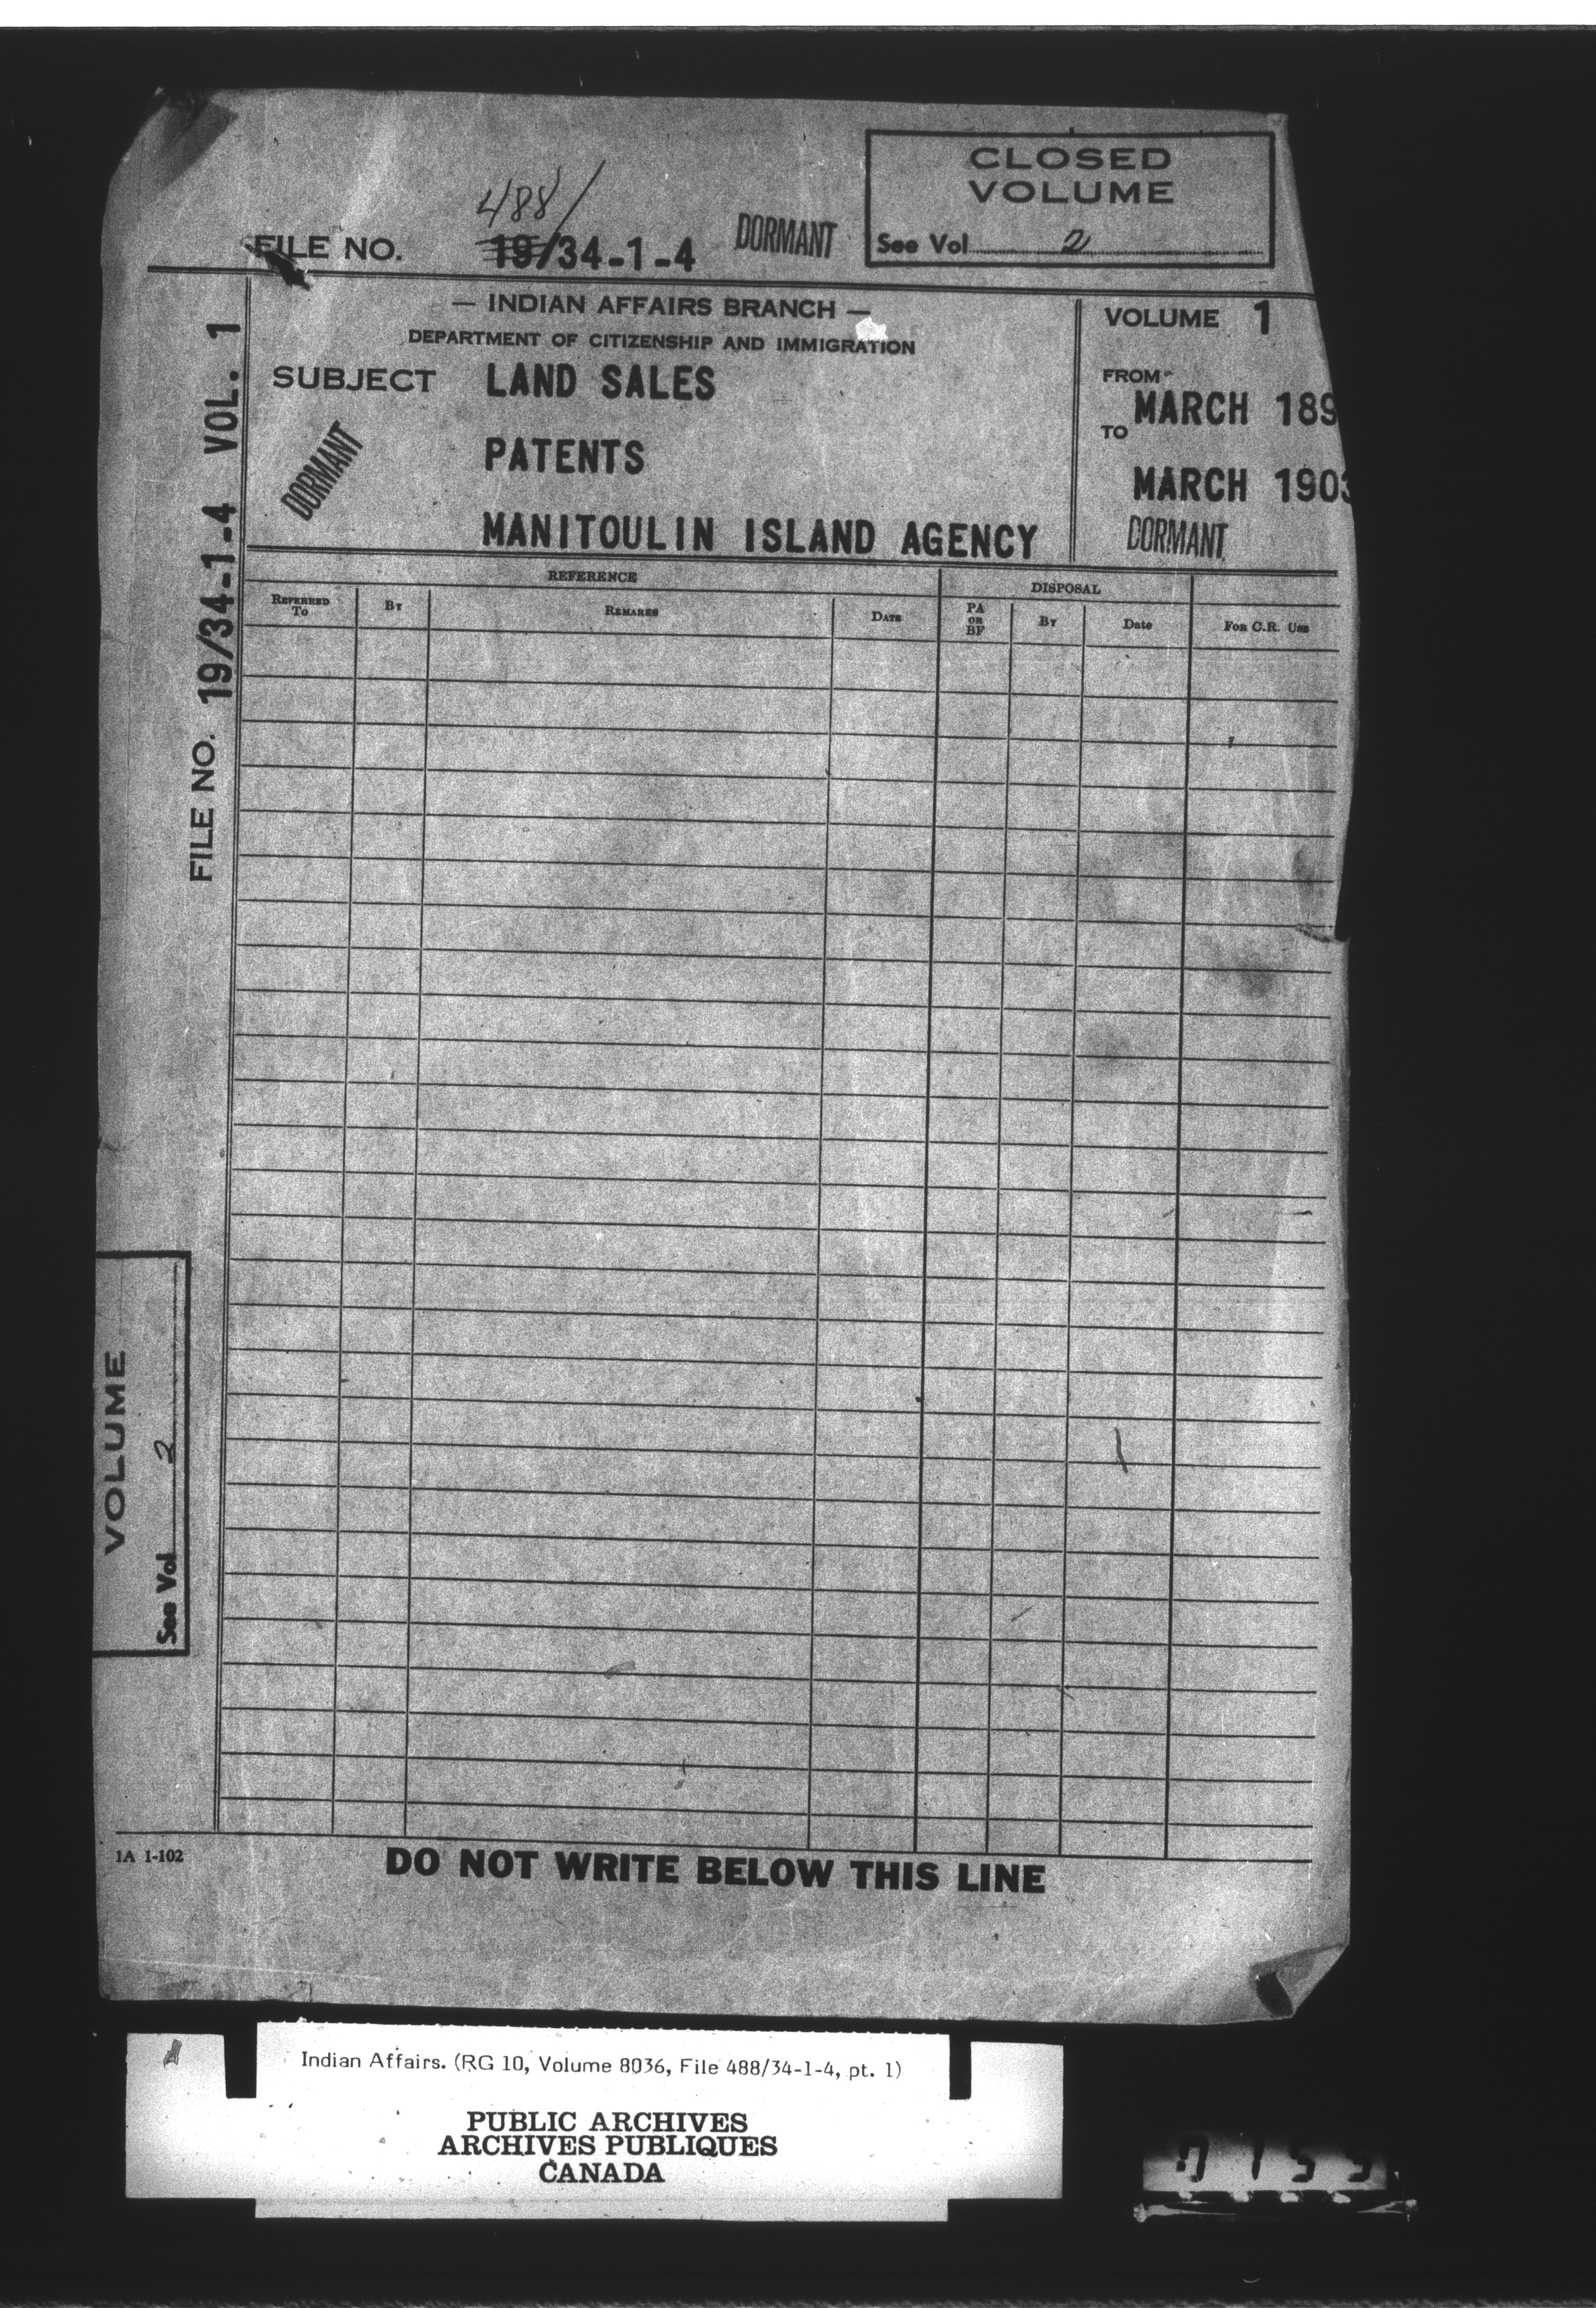 CLOSED
VOLUME
See Vol 2
488/
FILE NO. 19/34-1-4 DORMANT
— INDIAN AFFAIRS BRANCH —
DEPARTMENT OF CITIZENSHIP AND IMMIGRATION
SUBJECT LAND SALES
PATENTS
MANITOULIN ISLAND AGENCY
DORMANT
VOLUME 1
FROM
MARCH 189
TO
MARCH 1903
DORMANT
FILE NO. 19/34-1-4 VOL. 1
REFERENCE DISPOSAL
REFERRED TO BY REMARKS DATE PA OR BF BY Date FOR C.R. USE
VOLUME
See Vol 2
1A 1-102
DO NOT WRITE BELOW THIS LINE
Indian Affairs. (RG 10, Volume 8036, File 488/34-1-4, pt. 1)
PUBLIC ARCHIVES
ARCHIVES PUBLIQUES
CANADA
7155